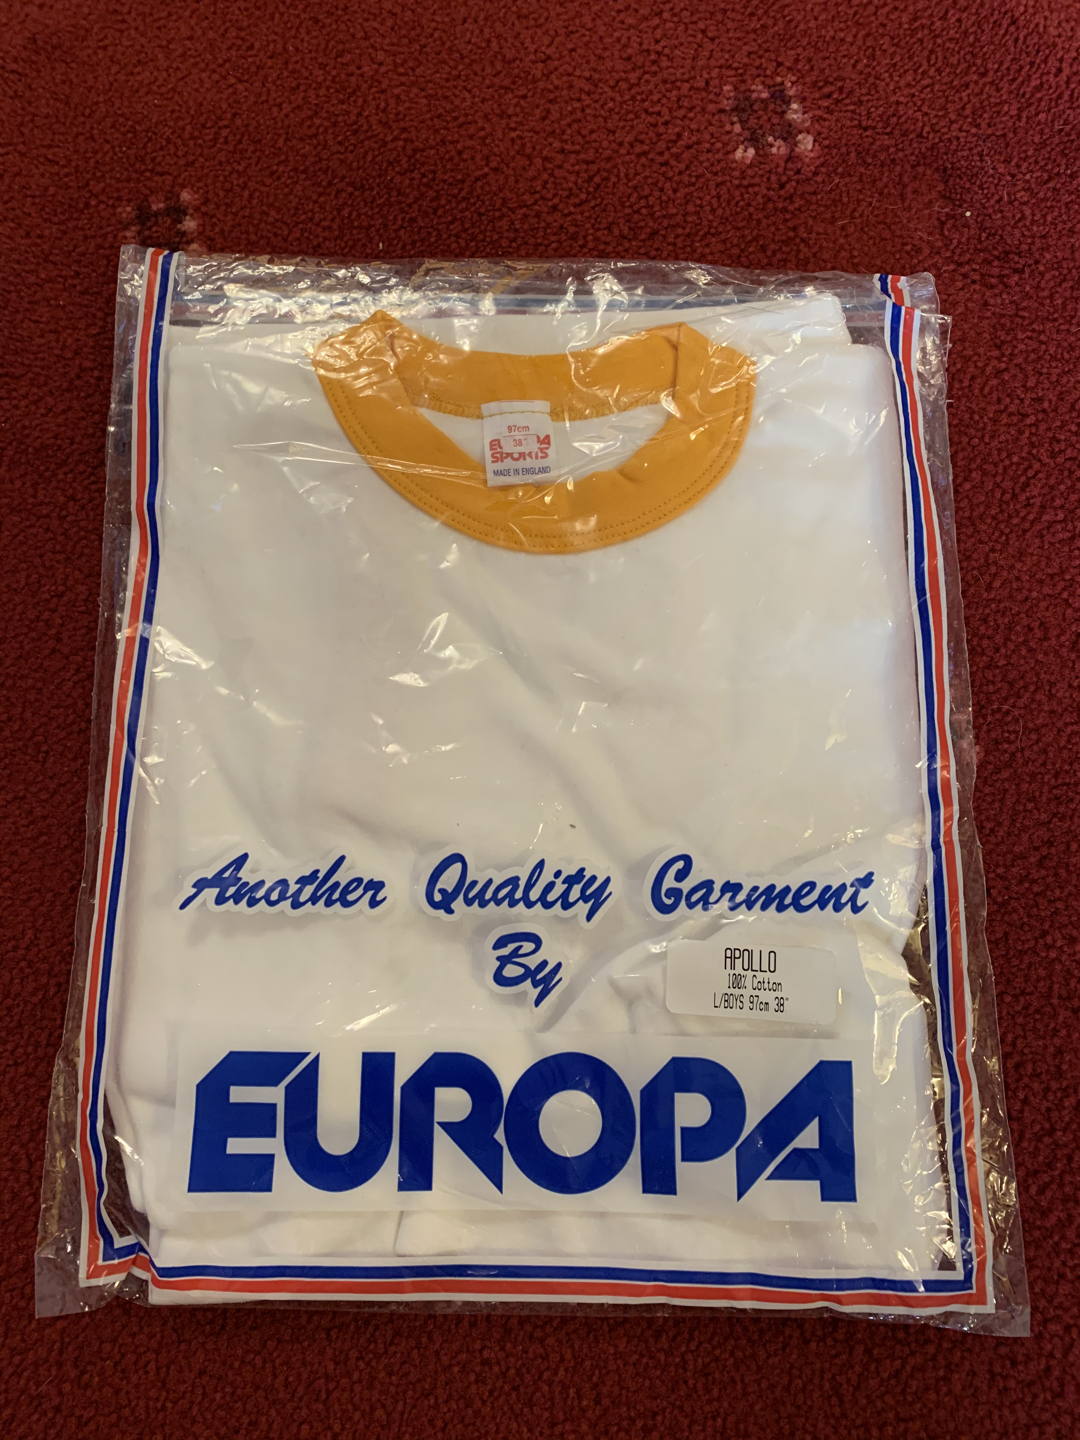 97cm
38"
SPORTS
MADE IN ENGLAND
Another Quality Garment
By
APOLLO
100% Cotton
L/BOYS 97cm 38"
EUROPA